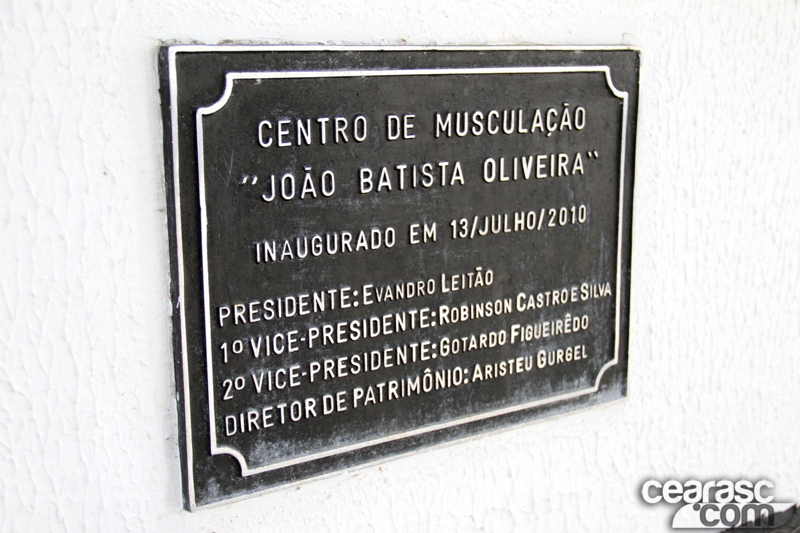 CENTRO DE MUSCULAÇÃO
"JOÃO BATISTA OLIVEIRA"
INAUGURADO EM 13/JULHO/2010
PRESIDENTE: EVANDRO LEITÃO
1º VICE-PRESIDENTE: ROBINSON CASTRO E SILVA
2º VICE-PRESIDENTE: GOTARDO FIGUEIRÊDO
DIRETOR DE PATRIMÔNIO: ARISTEU GURGEL
cearasc
.com